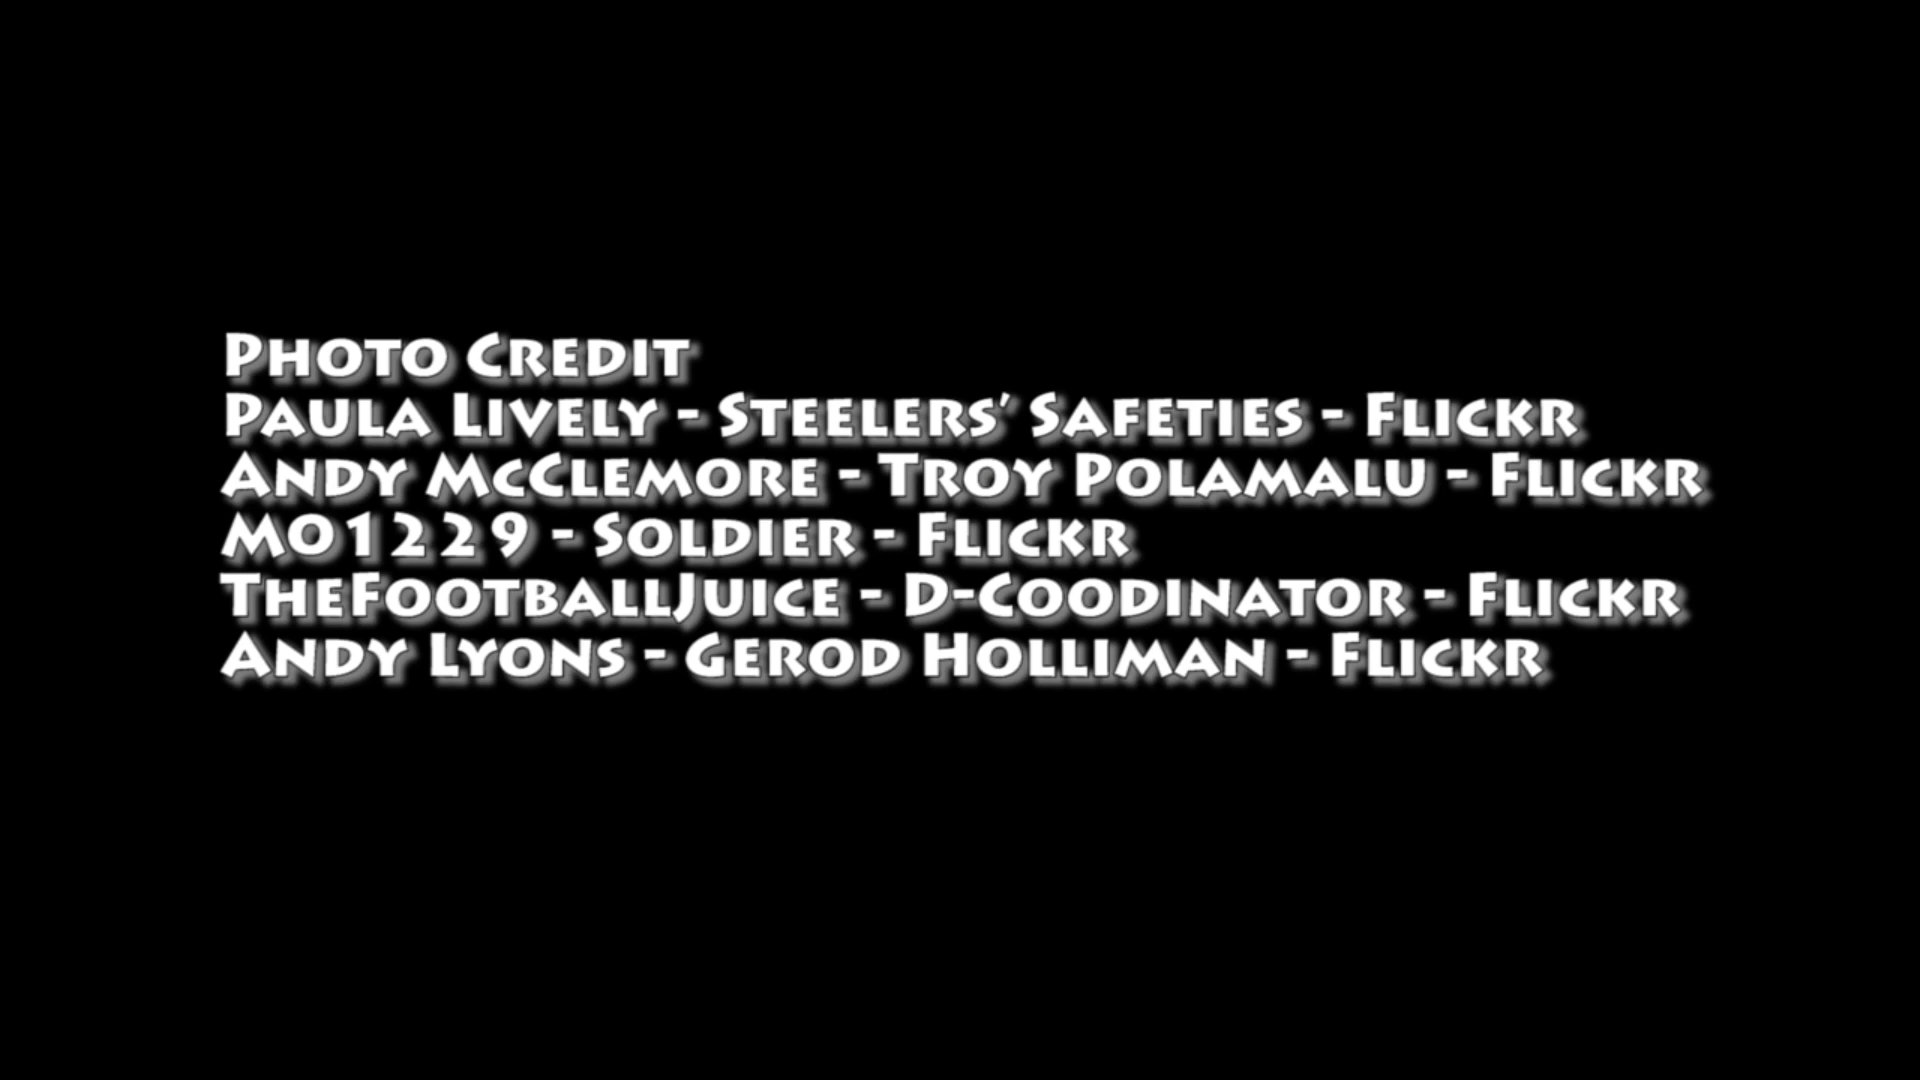 Photo Credit
Paula Lively - Steelers' Safeties - Flickr
Andy McClemore - Troy Polamalu - Flickr
MO1229 - Soldier - Flickr
TheFootballJuice - D-Coodinator - Flickr
Andy Lyons - Gerod Holliman - Flickr